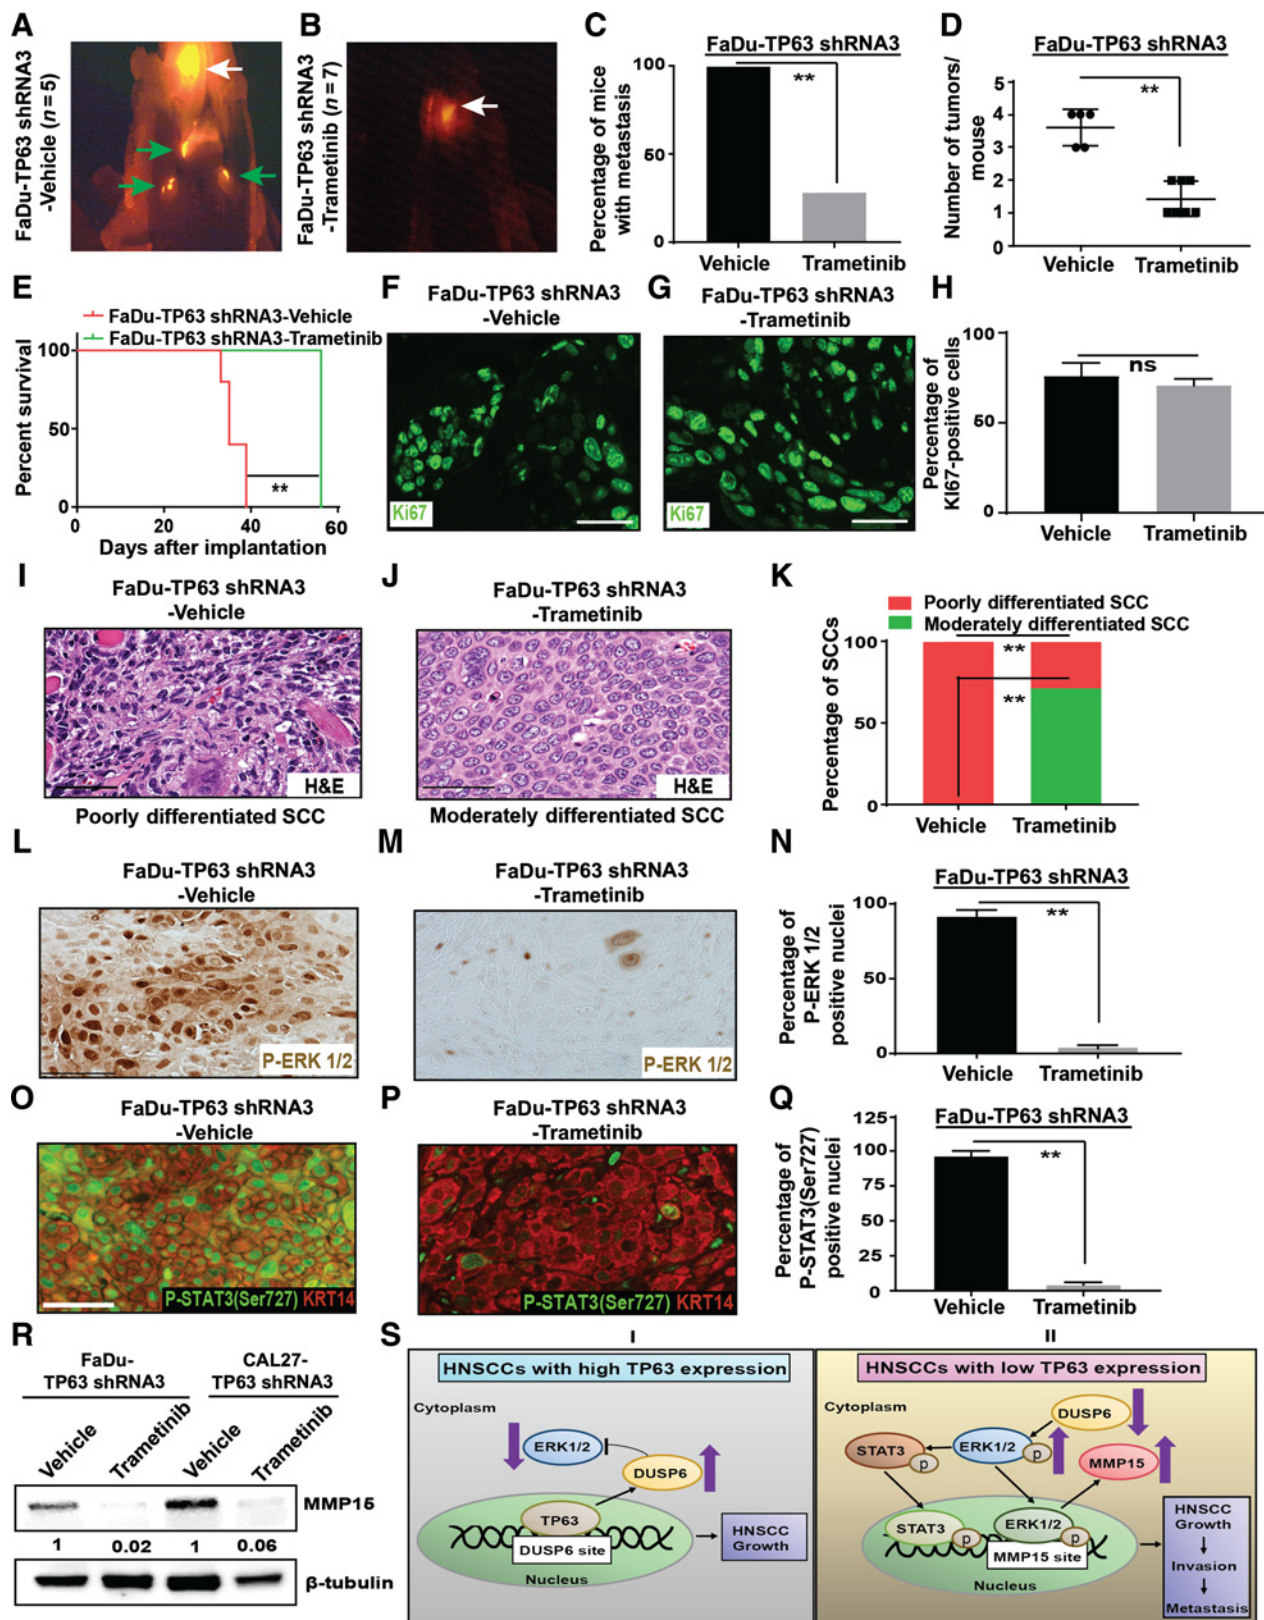 A
FaDu-TP63 shRNA3
-Vehicle (n = 5)
B
FaDu-TP63 shRNA3
-Trametinib (n = 7)
C
FaDu-TP63 shRNA3
Percentage of mice
with metastasis
100
50
0
**
Vehicle
Trametinib
D
FaDu-TP63 shRNA3
Number of tumors/
mouse
5
4
3
2
1
0
**
Vehicle
Trametinib
E
FaDu-TP63 shRNA3-Vehicle
FaDu-TP63 shRNA3-Trametinib
Percent survival
100
50
0
**
0
20
40
60
Days after implantation
F
FaDu-TP63 shRNA3
-Vehicle
Ki67
G
FaDu-TP63 shRNA3
-Trametinib
Ki67
H
Percentage of
KI67-positive cells
100
50
0
ns
Vehicle
Trametinib
I
FaDu-TP63 shRNA3
-Vehicle
H&E
Poorly differentiated SCC
J
FaDu-TP63 shRNA3
-Trametinib
H&E
Moderately differentiated SCC
K
Poorly differentiated SCC
Moderately differentiated SCC
Percentage of SCCs
100
50
0
**
**
Vehicle
Trametinib
L
FaDu-TP63 shRNA3
-Vehicle
P-ERK 1/2
M
FaDu-TP63 shRNA3
-Trametinib
P-ERK 1/2
N
FaDu-TP63 shRNA3
Percentage of
P-ERK 1/2
positive nuclei
100
50
0
**
Vehicle
Trametinib
O
FaDu-TP63 shRNA3
-Vehicle
P-STAT3(Ser727) KRT14
P
FaDu-TP63 shRNA3
-Trametinib
P-STAT3(Ser727) KRT14
Q
FaDu-TP63 shRNA3
Percentage of
P-STAT3(Ser727)
positive nuclei
125
100
75
50
25
0
**
Vehicle
Trametinib
R
FaDu-
TP63 shRNA3
CAL27-
TP63 shRNA3
Vehicle
Trametinib
Vehicle
Trametinib
MMP15
1
0.02
1
0.06
β-tubulin
S
I
HNSCCs with high TP63 expression
Cytoplasm
ERK1/2
DUSP6
TP63
DUSP6 site
Nucleus
HNSCC
Growth
II
HNSCCs with low TP63 expression
Cytoplasm
DUSP6
STAT3
p
ERK1/2
p
MMP15
STAT3
p
ERK1/2
p
MMP15 site
Nucleus
HNSCC
Growth
Invasion
Metastasis